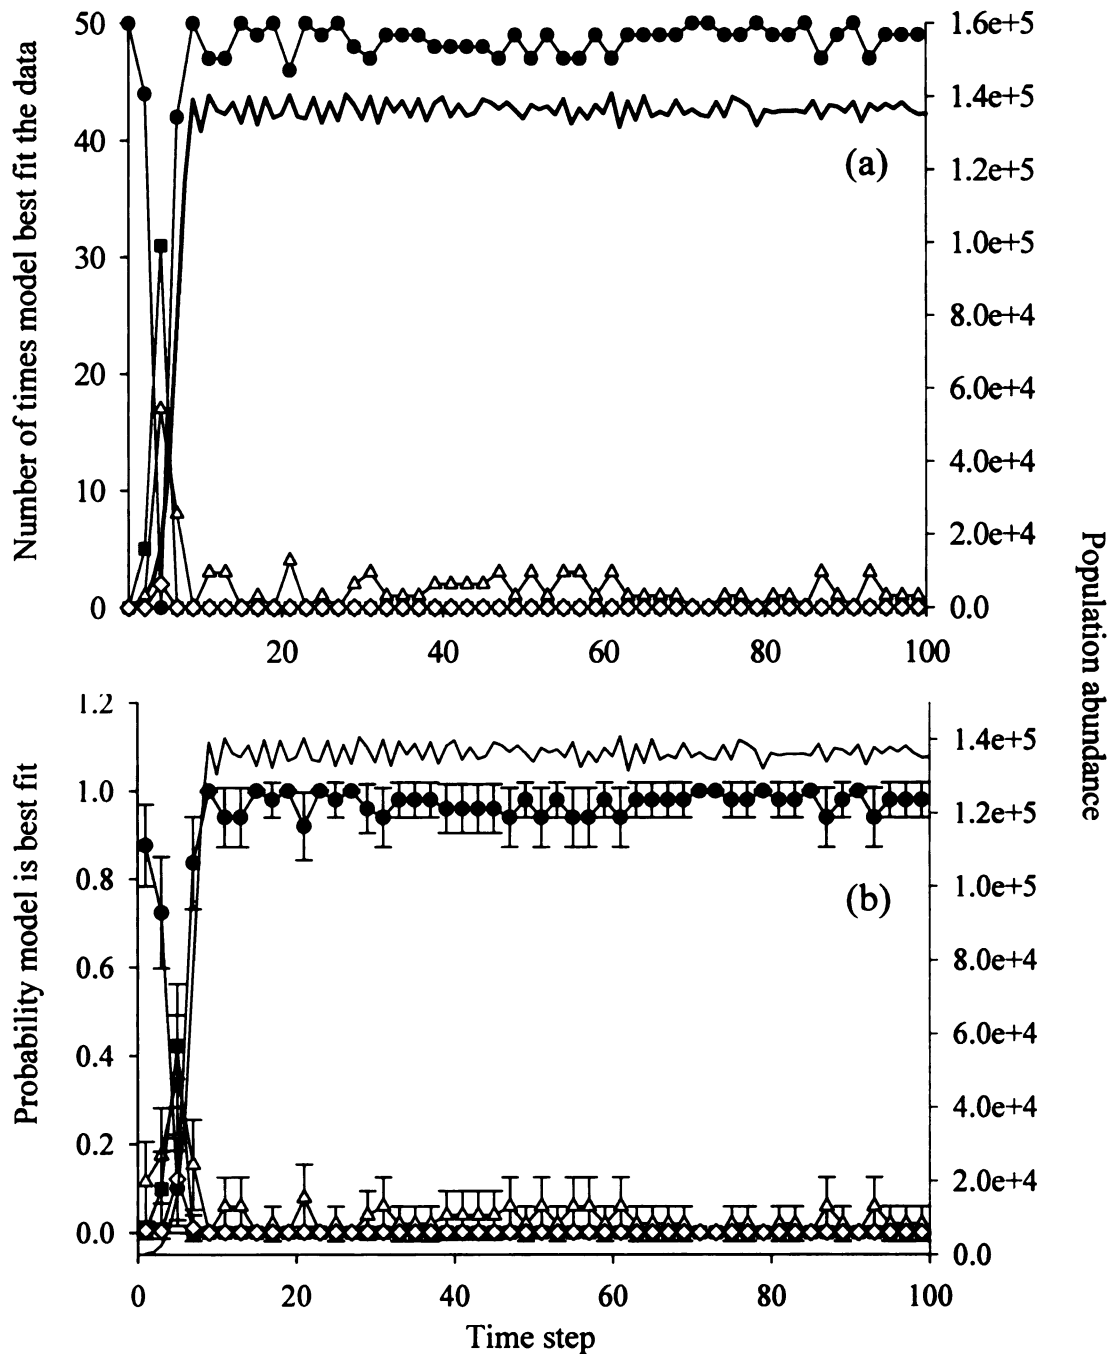 Number of times model best fit the data
50
40
30
20
10
0
1.6e+5
1.4e+5
1.2e+5
1.0e+5
8.0e+4
6.0e+4
4.0e+4
2.0e+4
0.0
(a)
20 40 60 80 100
Population abundance
Probability model is best fit
1.2
1.0
0.8
0.6
0.4
0.2
0.0
1.4e+5
1.2e+5
1.0e+5
8.0e+4
6.0e+4
4.0e+4
2.0e+4
0.0
(b)
0 20 40 60 80 100
Time step